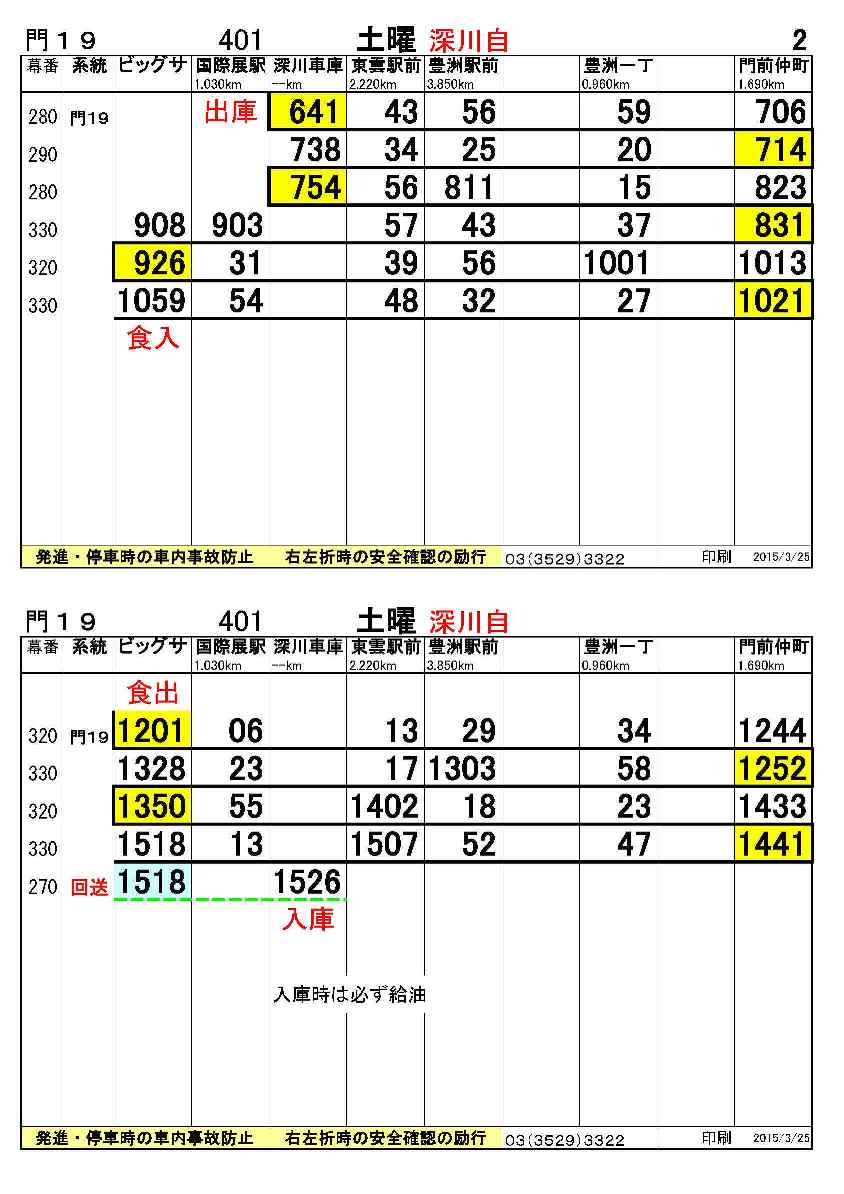 門19 401 土曜 深川自 2
幕番 系統 ビッグサ 国際展駅 深川車庫 東雲駅前 豊洲駅前 豊洲一丁 門前仲町
1.030km --km 2.220km 3.850km 0.960km 1.690km
280 門19 出庫 641 43 56 59 706
290 738 34 25 20 714
280 754 56 811 15 823
330 908 903 57 43 37 831
320 926 31 39 56 1001 1013
330 1059 54 48 32 27 1021
食入
発進・停車時の車内事故防止 右左折時の安全確認の励行 03(3529)3322 印刷 2015/3/25
門19 401 土曜 深川自
幕番 系統 ビッグサ 国際展駅 深川車庫 東雲駅前 豊洲駅前 豊洲一丁 門前仲町
1.030km --km 2.220km 3.850km 0.960km 1.690km
食出
320 門19 1201 06 13 29 34 1244
330 1328 23 17 1303 58 1252
320 1350 55 1402 18 23 1433
330 1518 13 1507 52 47 1441
270 回送 1518 1526
入庫
入庫時は必ず給油
発進・停車時の車内事故防止 右左折時の安全確認の励行 03(3529)3322 印刷 2015/3/25